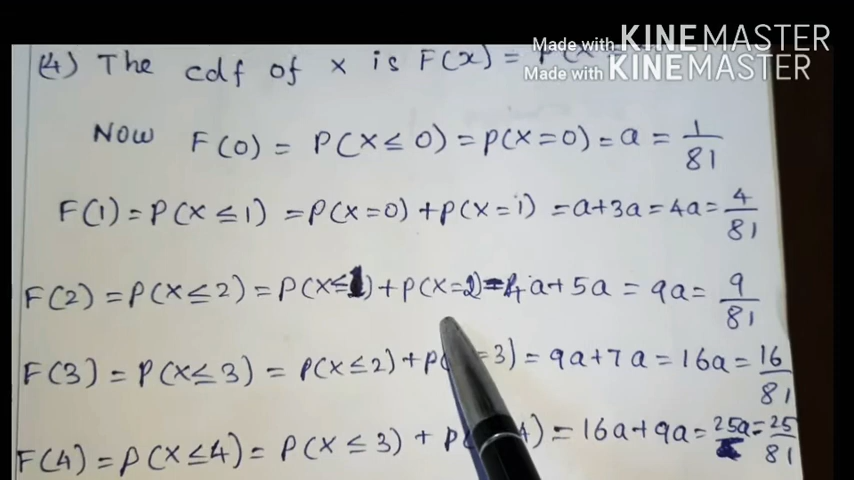 Made with KINEMASTER
Made with KINEMASTER
(4) The cdf of x is F(x) =
Now F(0) = P(X ≤ 0) = P(X = 0) = a = 1/81
F(1) = P(X ≤ 1) = P(X = 0) + P(X = 1) = a + 3a = 4a = 4/81
F(2) = P(X ≤ 2) = P(X ≤ 1) + P(X = 2) = 4a + 5a = 9a = 9/81
F(3) = P(X ≤ 3) = P(X ≤ 2) + P( = 3) = 9a + 7a = 16a = 16/81
F(4) = P(X ≤ 4) = P(X ≤ 3) + P( 4) = 16a + 9a = 25a = 25/81